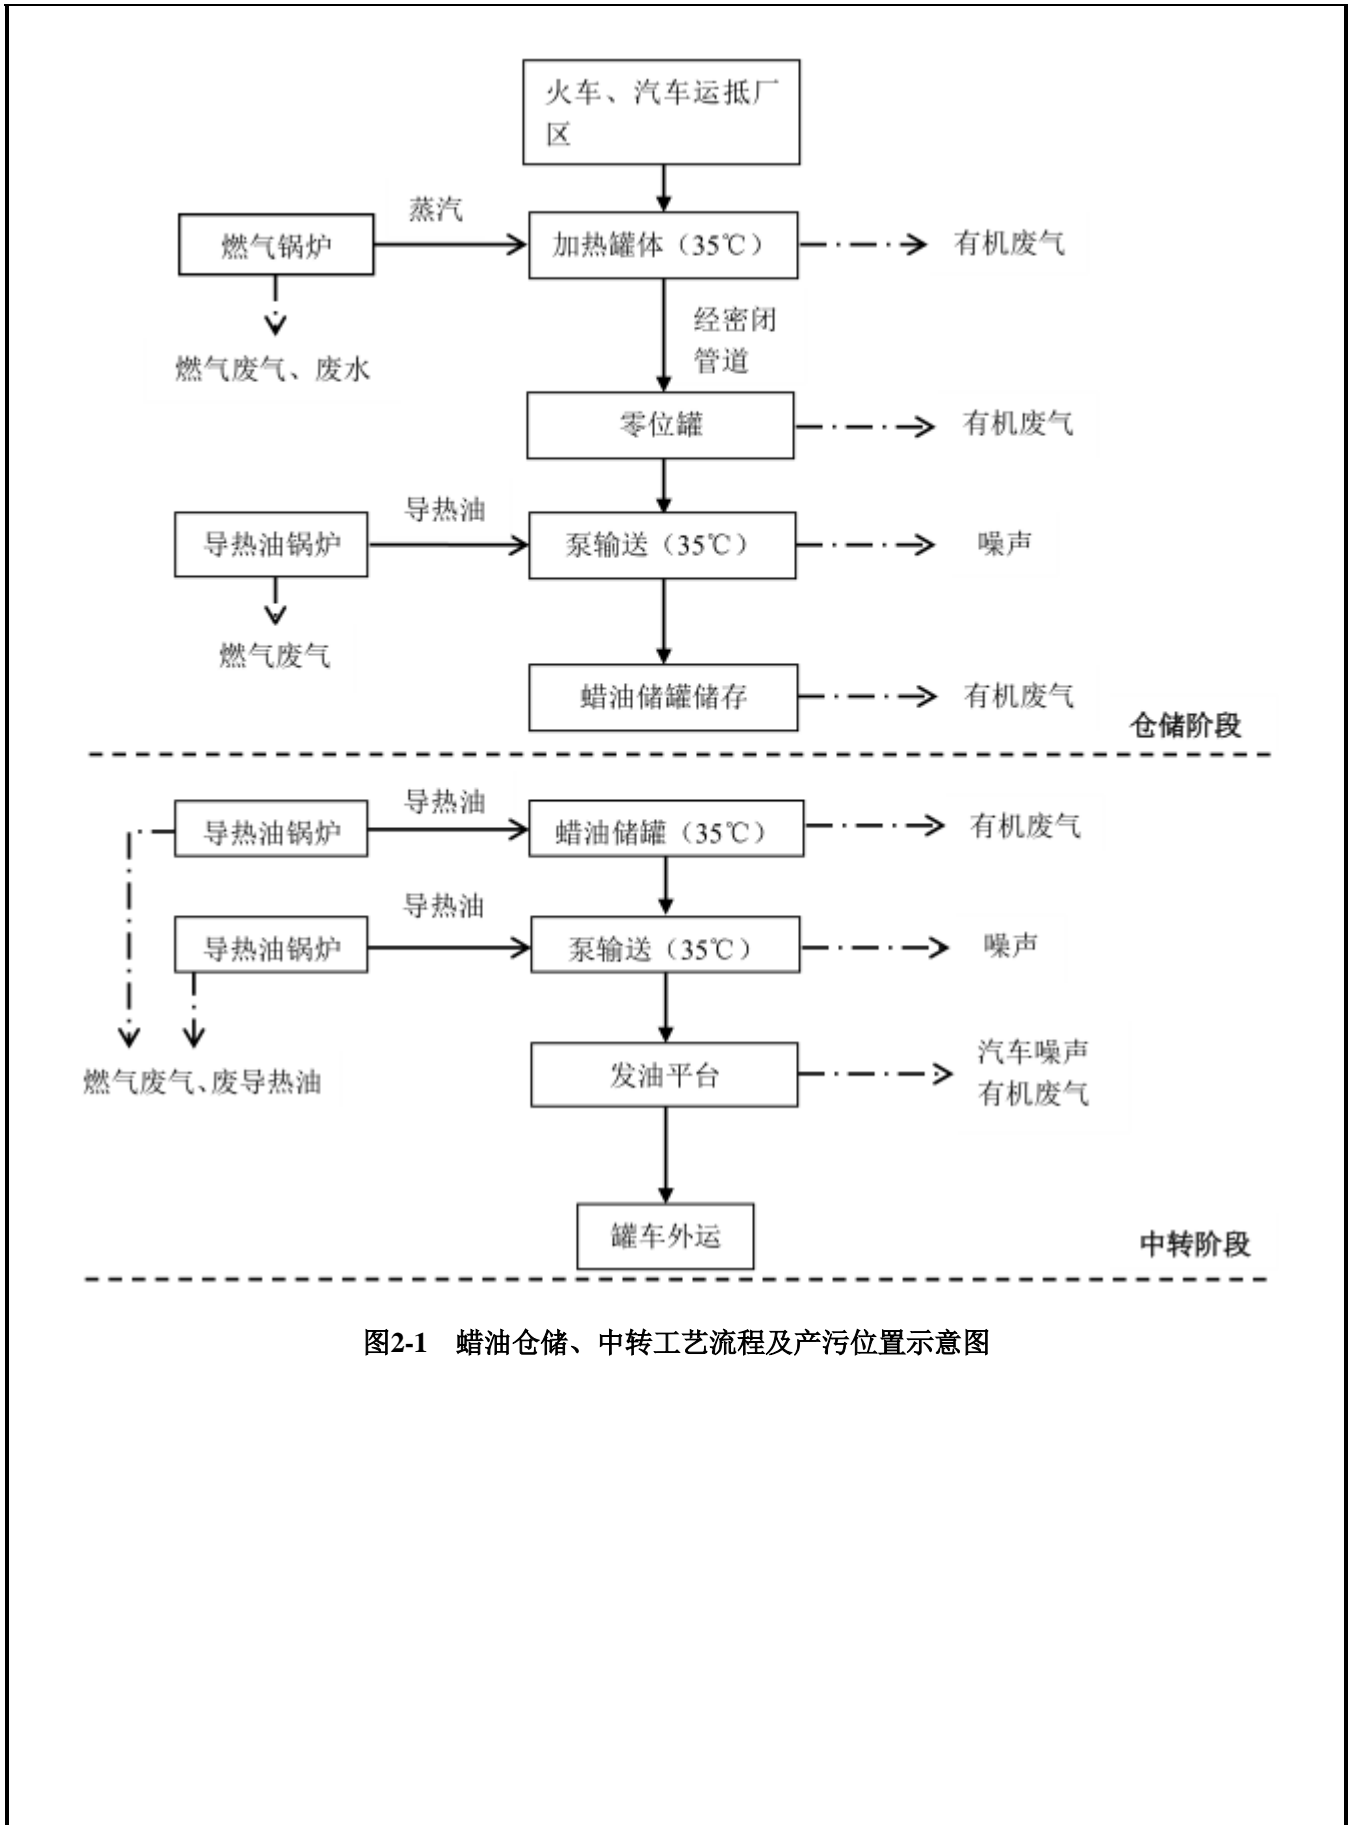 火车、汽车运抵厂
区
蒸汽
燃气锅炉
加热罐体（35℃）
有机废气
经密闭
管道
燃气废气、废水
零位罐
有机废气
导热油
导热油锅炉
泵输送（35℃）
噪声
燃气废气
蜡油储罐储存
有机废气
仓储阶段
导热油
导热油锅炉
蜡油储罐（35℃）
有机废气
导热油
导热油锅炉
泵输送（35℃）
噪声
燃气废气、废导热油
发油平台
汽车噪声
有机废气
罐车外运
中转阶段
图2-1 蜡油仓储、中转工艺流程及产污位置示意图